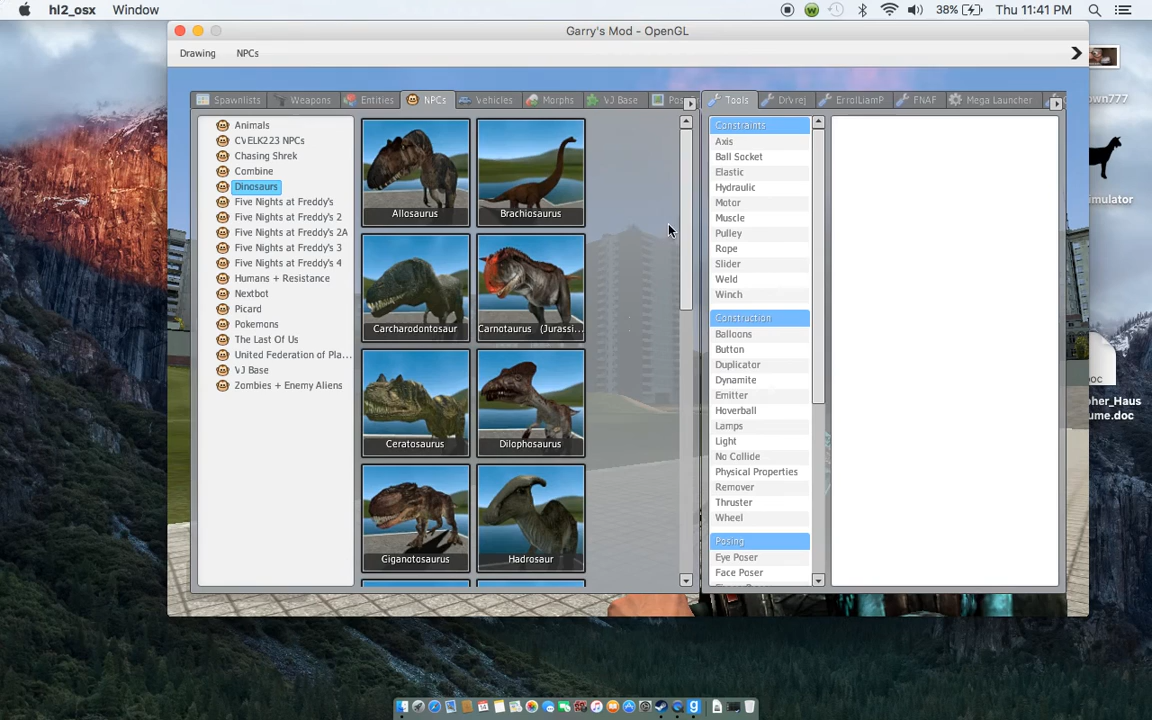 hl2_osx Window
38% Thu 11:41 PM
Garry's Mod - OpenGL
Drawing NPCs
Spawnlists Weapons Entities NPCs Vehicles Morphs VJ Base
Tools Drvrej ErrolLiamP FNAF Mega Launcher
Animals
CVELK223 NPCs
Chasing Shrek
Combine
Dinosaurs
Five Nights at Freddy's
Five Nights at Freddy's 2
Five Nights at Freddy's 2A
Five Nights at Freddy's 3
Five Nights at Freddy's 4
Humans + Resistance
Nextbot
Picard
Pokemons
The Last Of Us
United Federation of Pla...
VJ Base
Zombies + Enemy Aliens
Allosaurus
Brachiosaurus
Carcharodontosaur
Carnotaurus (Jurassi...
Ceratosaurus
Dilophosaurus
Giganotosaurus
Hadrosaur
Constraints
Axis
Ball Socket
Elastic
Hydraulic
Motor
Muscle
Pulley
Rope
Slider
Weld
Winch
Construction
Balloons
Button
Duplicator
Dynamite
Emitter
Hoverball
Lamps
Light
No Collide
Physical Properties
Remover
Thruster
Wheel
Posing
Eye Poser
Face Poser
own777
imulator
oc
pher_Haus
ume.doc